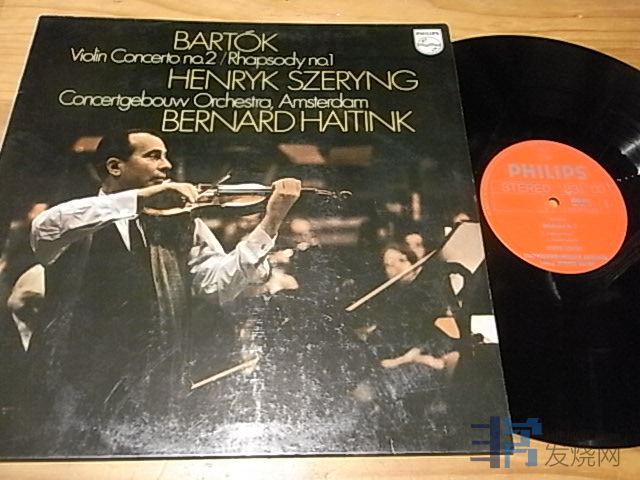 BARTÓK
Violin Concerto no.2/Rhapsody no.1
HENRYK SZERYNG
Concertgebouw Orchestra, Amsterdam
BERNARD HAITINK
PHILIPS
STEREO
发烧网